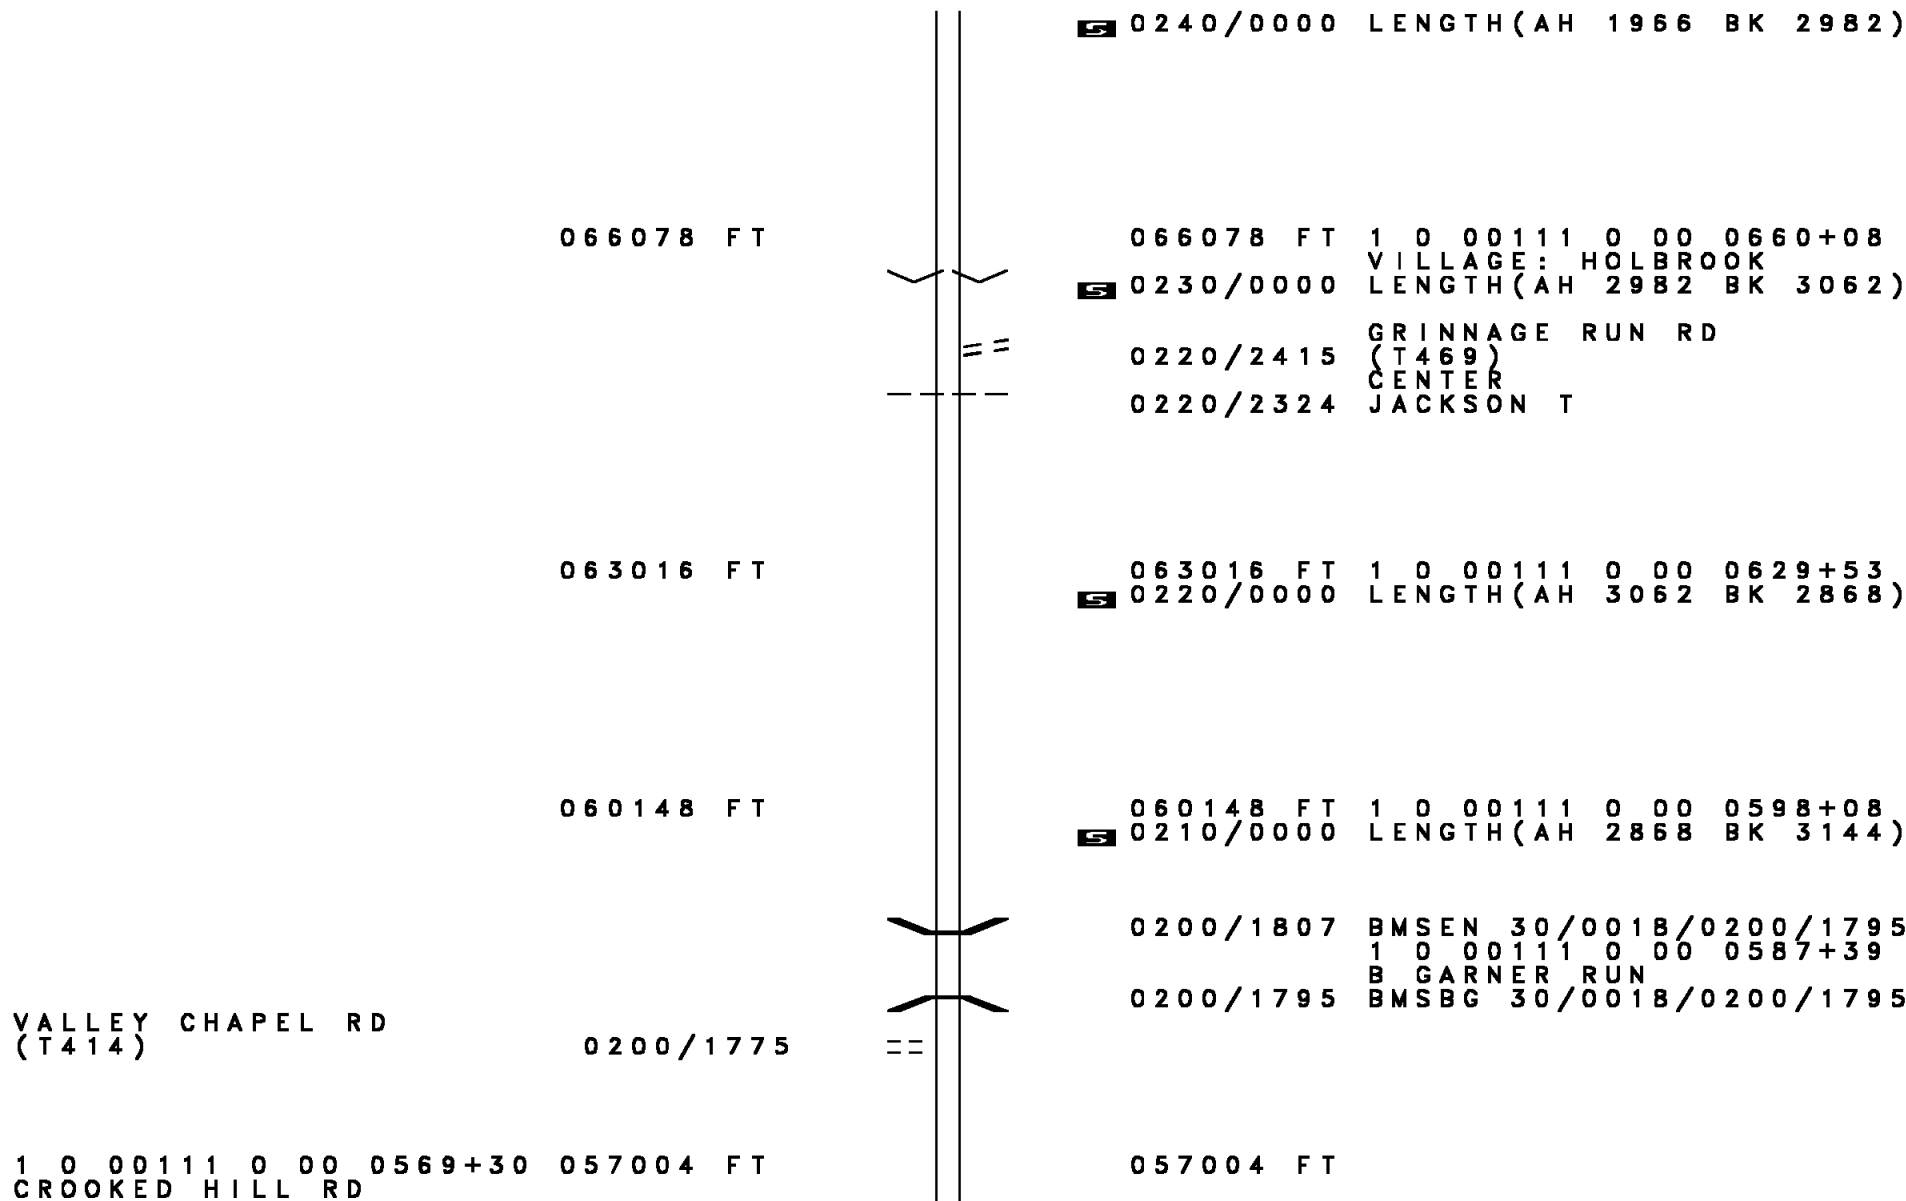 S 0240/0000 LENGTH(AH 1966 BK 2982)
066078 FT 066078 FT 1 0 00111 0 00 0660+08
VILLAGE: HOLBROOK
S 0230/0000 LENGTH(AH 2982 BK 3062)
GRINNAGE RUN RD
0220/2415 (T469)
CENTER
0220/2324 JACKSON T
063016 FT 063016 FT 1 0 00111 0 00 0629+53
S 0220/0000 LENGTH(AH 3062 BK 2868)
060148 FT 060148 FT 1 0 00111 0 00 0598+08
S 0210/0000 LENGTH(AH 2868 BK 3144)
0200/1807 BMSEN 30/0018/0200/1795
1 0 00111 0 00 0587+39
B GARNER RUN
0200/1795 BMSBG 30/0018/0200/1795
VALLEY CHAPEL RD
(T414) 0200/1775
1 0 00111 0 00 0569+30 057004 FT 057004 FT
CROOKED HILL RD